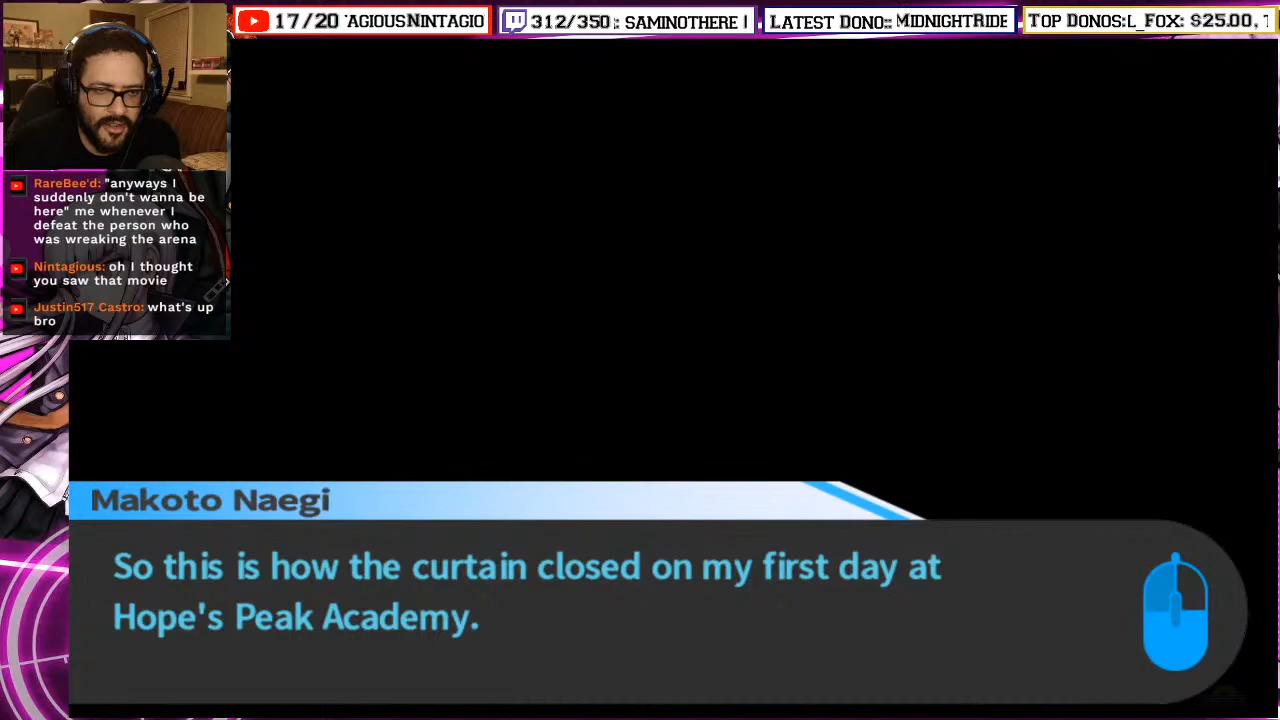 17/20 'AGIOUSNINTAGIO
312/350: SAMINOTHERE I
LATEST DONO:: MIDNIGHTRIDE
TOP DONOS:L_FOX: $25.00,
RareBee'd: "anyways I
suddenly don't wanna be
here" me whenever I
defeat the person who
was wreaking the arena
Nintagious: oh I thought
you saw that movie
Justin517 Castro: what's up
bro
Makoto Naegi
So this is how the curtain closed on my first day at
Hope's Peak Academy.